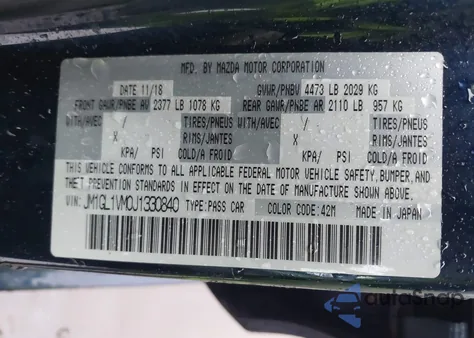 MFD. BY MAZDA MOTOR CORPORATION
DATE 11/18 GVWR/PNBV 4473 LB 2029 KG
FRONT GAWR/PNBE AV 2377 LB 1078 KG REAR GAWR/PNBE AR 2110 LB 957 KG
WITH/AVEC / TIRES/PNEUS WITH/AVEC / TIRES/PNEUS
X RIMS/JANTES X RIMS/JANTES
KPA/ PSI COLD/A FROID KPA/ PSI COLD/A FROID
THIS VEHICLE CONFORMS TO ALL APPLICABLE FEDERAL MOTOR VEHICLE SAFETY, BUMPER, AND
THEFT PREVENTION STANDARDS IN EFFECT ON THE DATE OF MANUFACTURE SHOWN ABOVE.
JM1GL1VM0J1330840 TYPE:PASS CAR COLOR CODE:42M MADE IN JAPAN
autashop